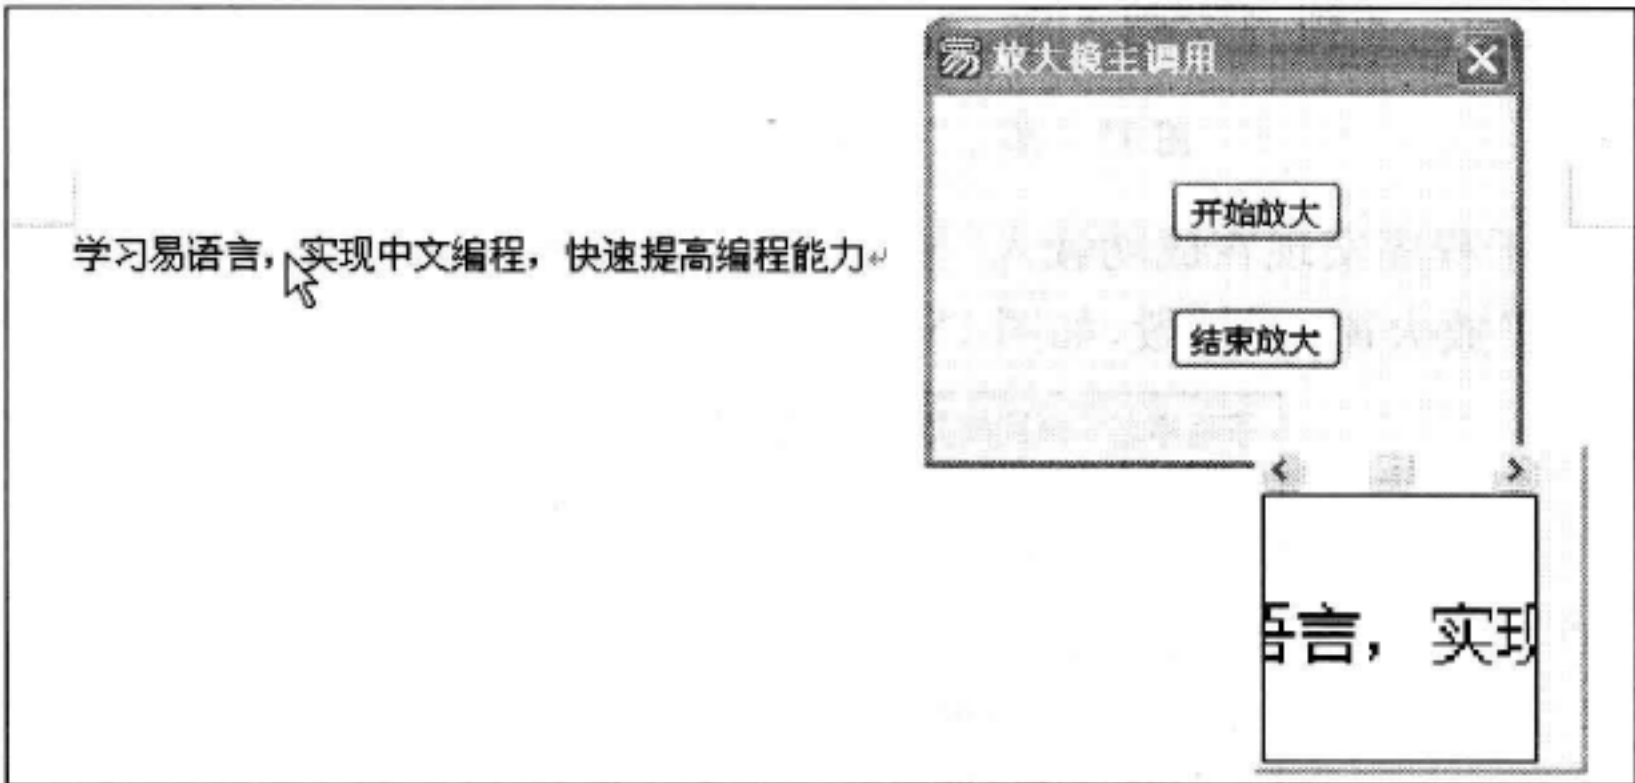 易 放大镜主调用
开始放大
学习易语言，实现中文编程，快速提高编程能力
结束放大
语言，实现